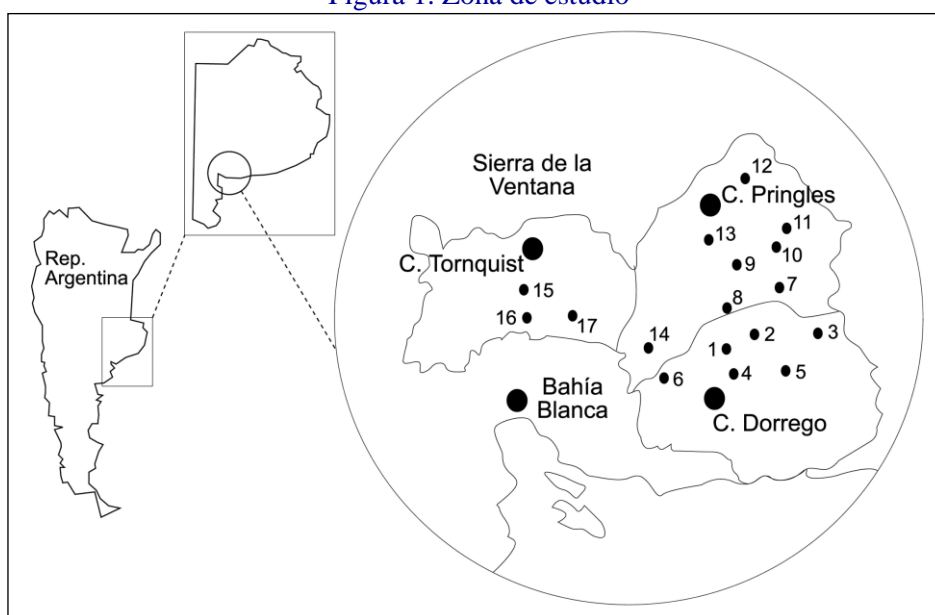 Figura 1. Zona de estudio
Rep.
Argentina
Sierra de la
Ventana
C. Tornquist
15
16
17
12
C. Pringles
11
13
10
9
7
8
14
2
3
1
6
4
5
C. Dorrego
Bahía
Blanca